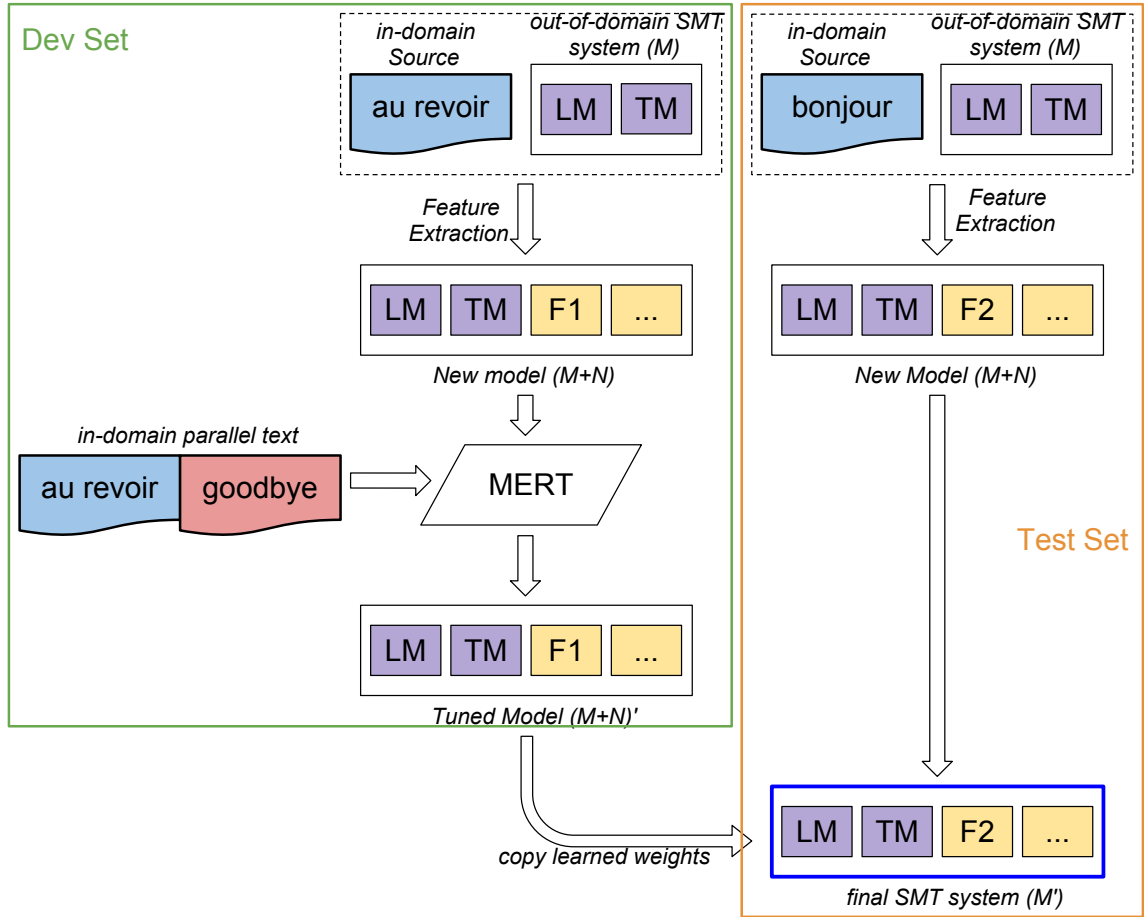 Dev Set
in-domain
Source
out-of-domain SMT
system (M)
au revoir
LM
TM
Feature
Extraction
LM
TM
F1
...
New model (M+N)
in-domain parallel text
au revoir
goodbye
MERT
LM
TM
F1
...
Tuned Model (M+N)'
copy learned weights
in-domain
Source
out-of-domain SMT
system (M)
bonjour
LM
TM
Feature
Extraction
LM
TM
F2
...
New Model (M+N)
Test Set
LM
TM
F2
...
final SMT system (M')